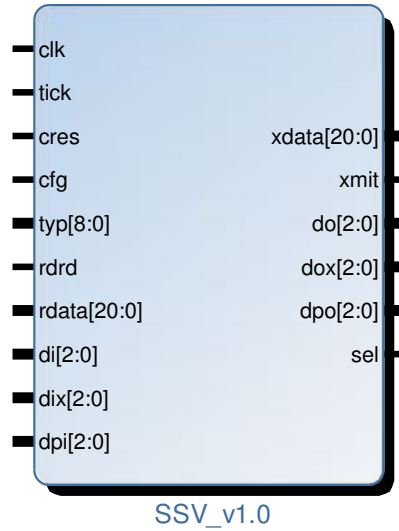 clk
tick
cres
xdata[20:0]
cfg
xmit
typ[8:0]
do[2:0]
rdrd
dox[2:0]
rdata[20:0]
dpo[2:0]
di[2:0]
sel
dix[2:0]
dpi[2:0]
SSV_v1.0